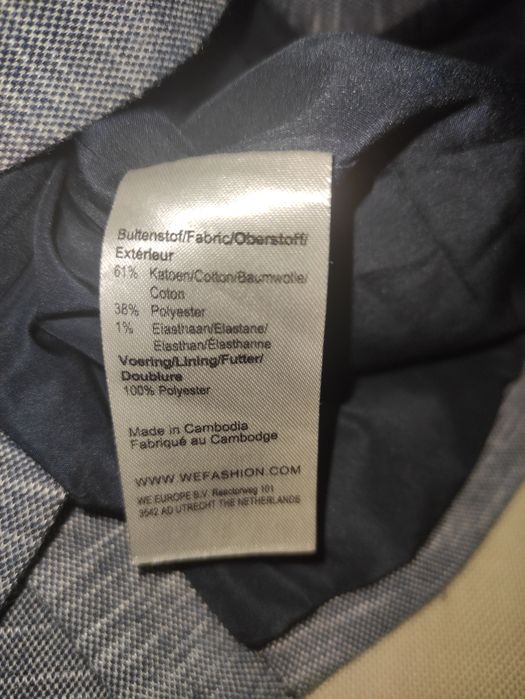 Buitenstof/Fabric/Oberstoff/
Extérieur
61% Katoen/Cotton/Baumwolle/
Coton
38% Polyester
1% Elasthaan/Elastane/
Elasthan/Élasthanne
Voering/Lining/Futter/
Doublure
100% Polyester
Made in Cambodia
Fabriqué au Cambodge
WWW.WEFASHION.COM
WE EUROPE B.V. Reactorweg 101
3542 AD UTRECHT THE NETHERLANDS